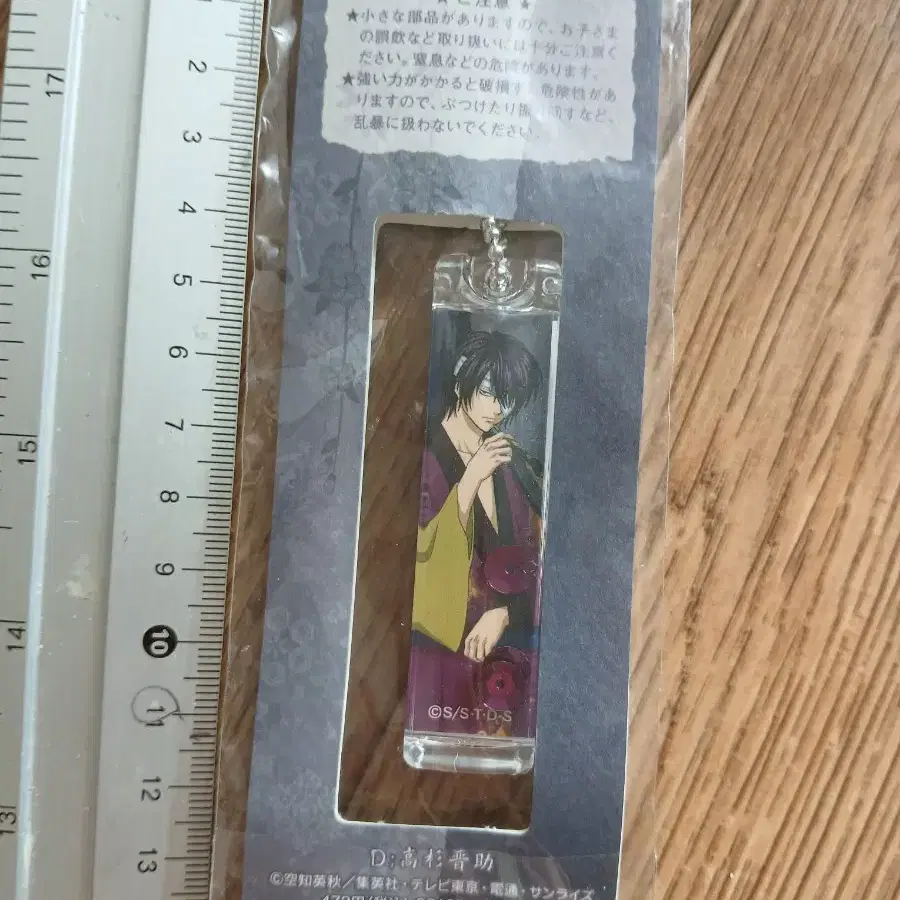 ★ご注意★
★小さな部品がありますので、お子さま
の誤飲など取り扱いには十分ご注意く
ださい。窒息などの危険があります。
★強い力がかかると破損する危険性があ
りますので、ぶつけたり振り回すなど、
乱暴に扱わないでください。
©S/S・T・D・S
D:高杉晋助
©空知英秋/集英社・テレビ東京・電通・サンライズ
2
3
4
5
6
7
8
9
10
11
12
13
17
16
15
14
13